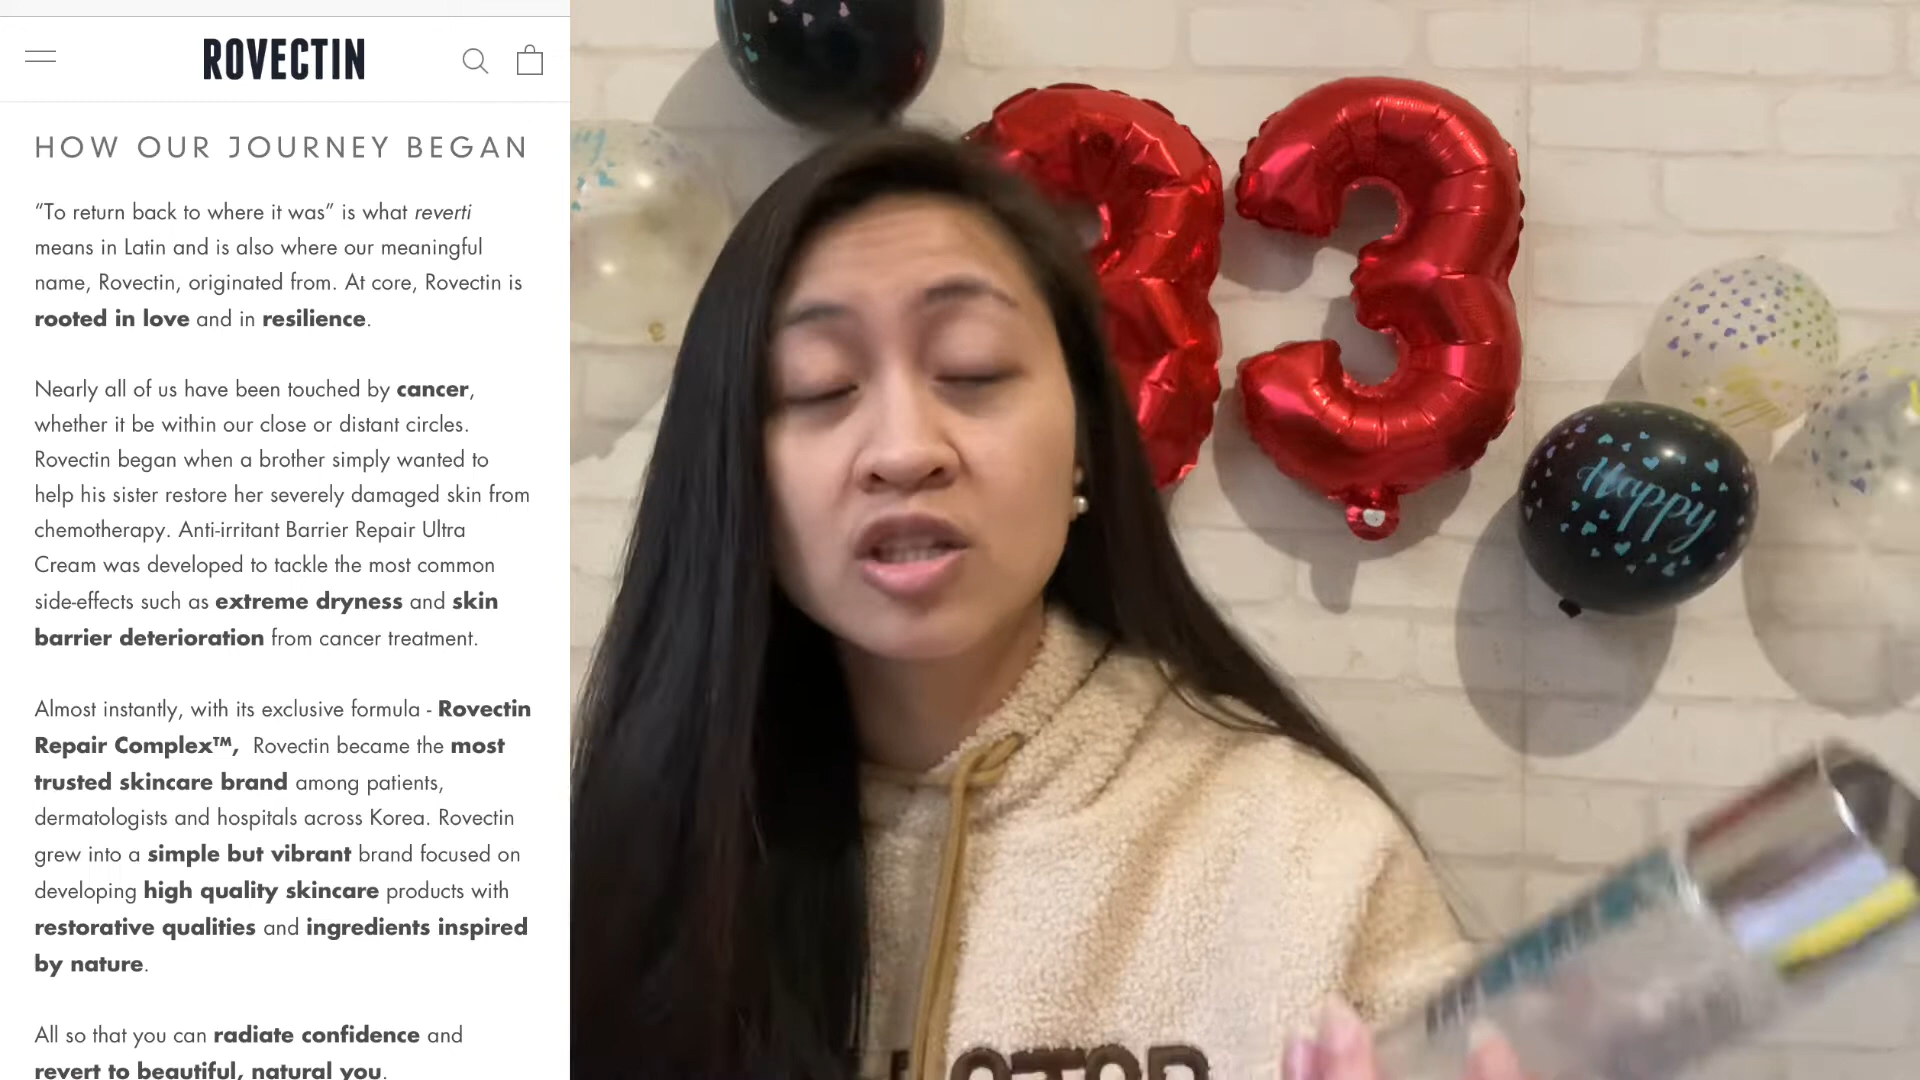 ROVECTIN
HOW OUR JOURNEY BEGAN
“To return back to where it was” is what reverti
means in Latin and is also where our meaningful
name, Rovectin, originated from. At core, Rovectin is
rooted in love and in resilience.
Nearly all of us have been touched by cancer,
whether it be within our close or distant circles.
Rovectin began when a brother simply wanted to
help his sister restore her severely damaged skin from
chemotherapy. Anti-irritant Barrier Repair Ultra
Cream was developed to tackle the most common
side-effects such as extreme dryness and skin
barrier deterioration from cancer treatment.
Almost instantly, with its exclusive formula - Rovectin
Repair Complex™, Rovectin became the most
trusted skincare brand among patients,
dermatologists and hospitals across Korea. Rovectin
grew into a simple but vibrant brand focused on
developing high quality skincare products with
restorative qualities and ingredients inspired
by nature.
All so that you can radiate confidence and
revert to beautiful, natural you.
33
Happy